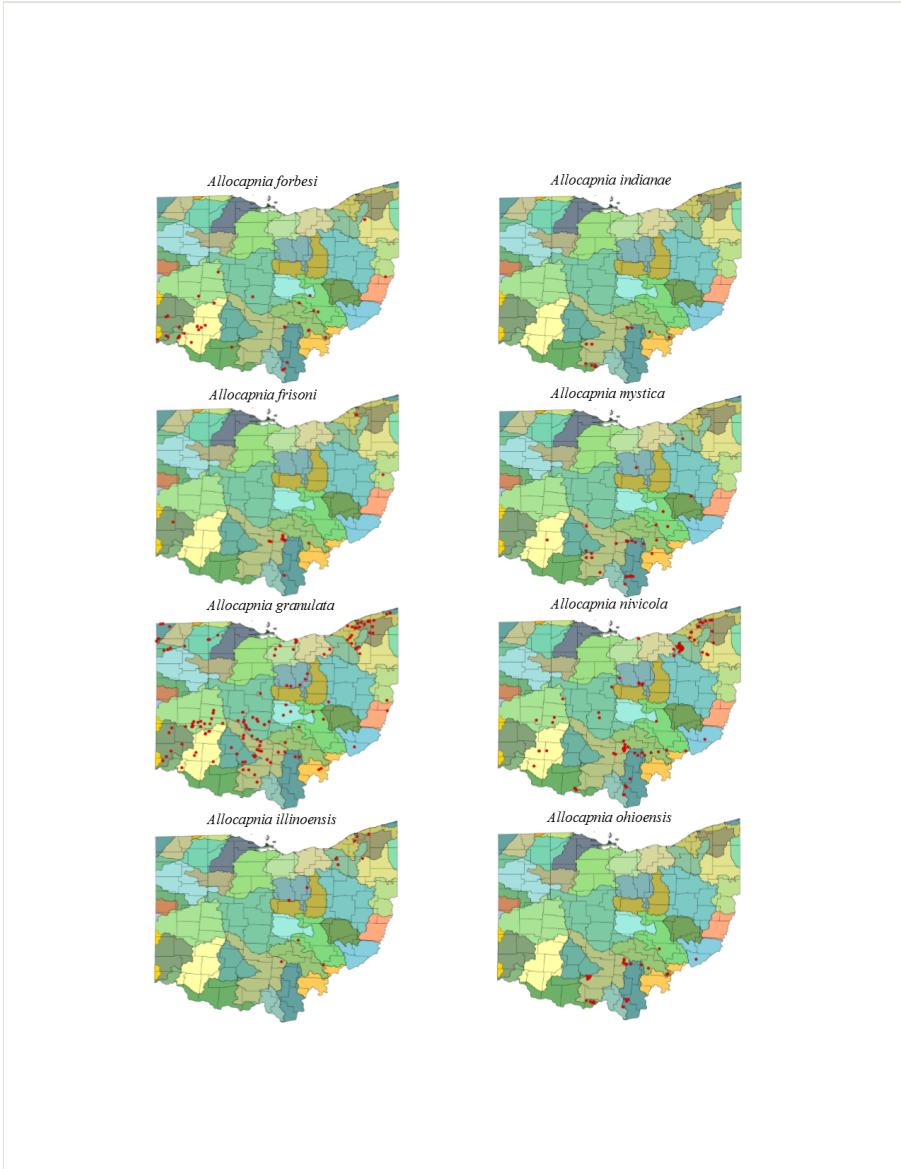 Allocapnia forbesi
Allocapnia indianae
Allocapnia frisoni
Allocapnia mystica
Allocapnia granulata
Allocapnia nivicola
Allocapnia illinoensis
Allocapnia ohioensis